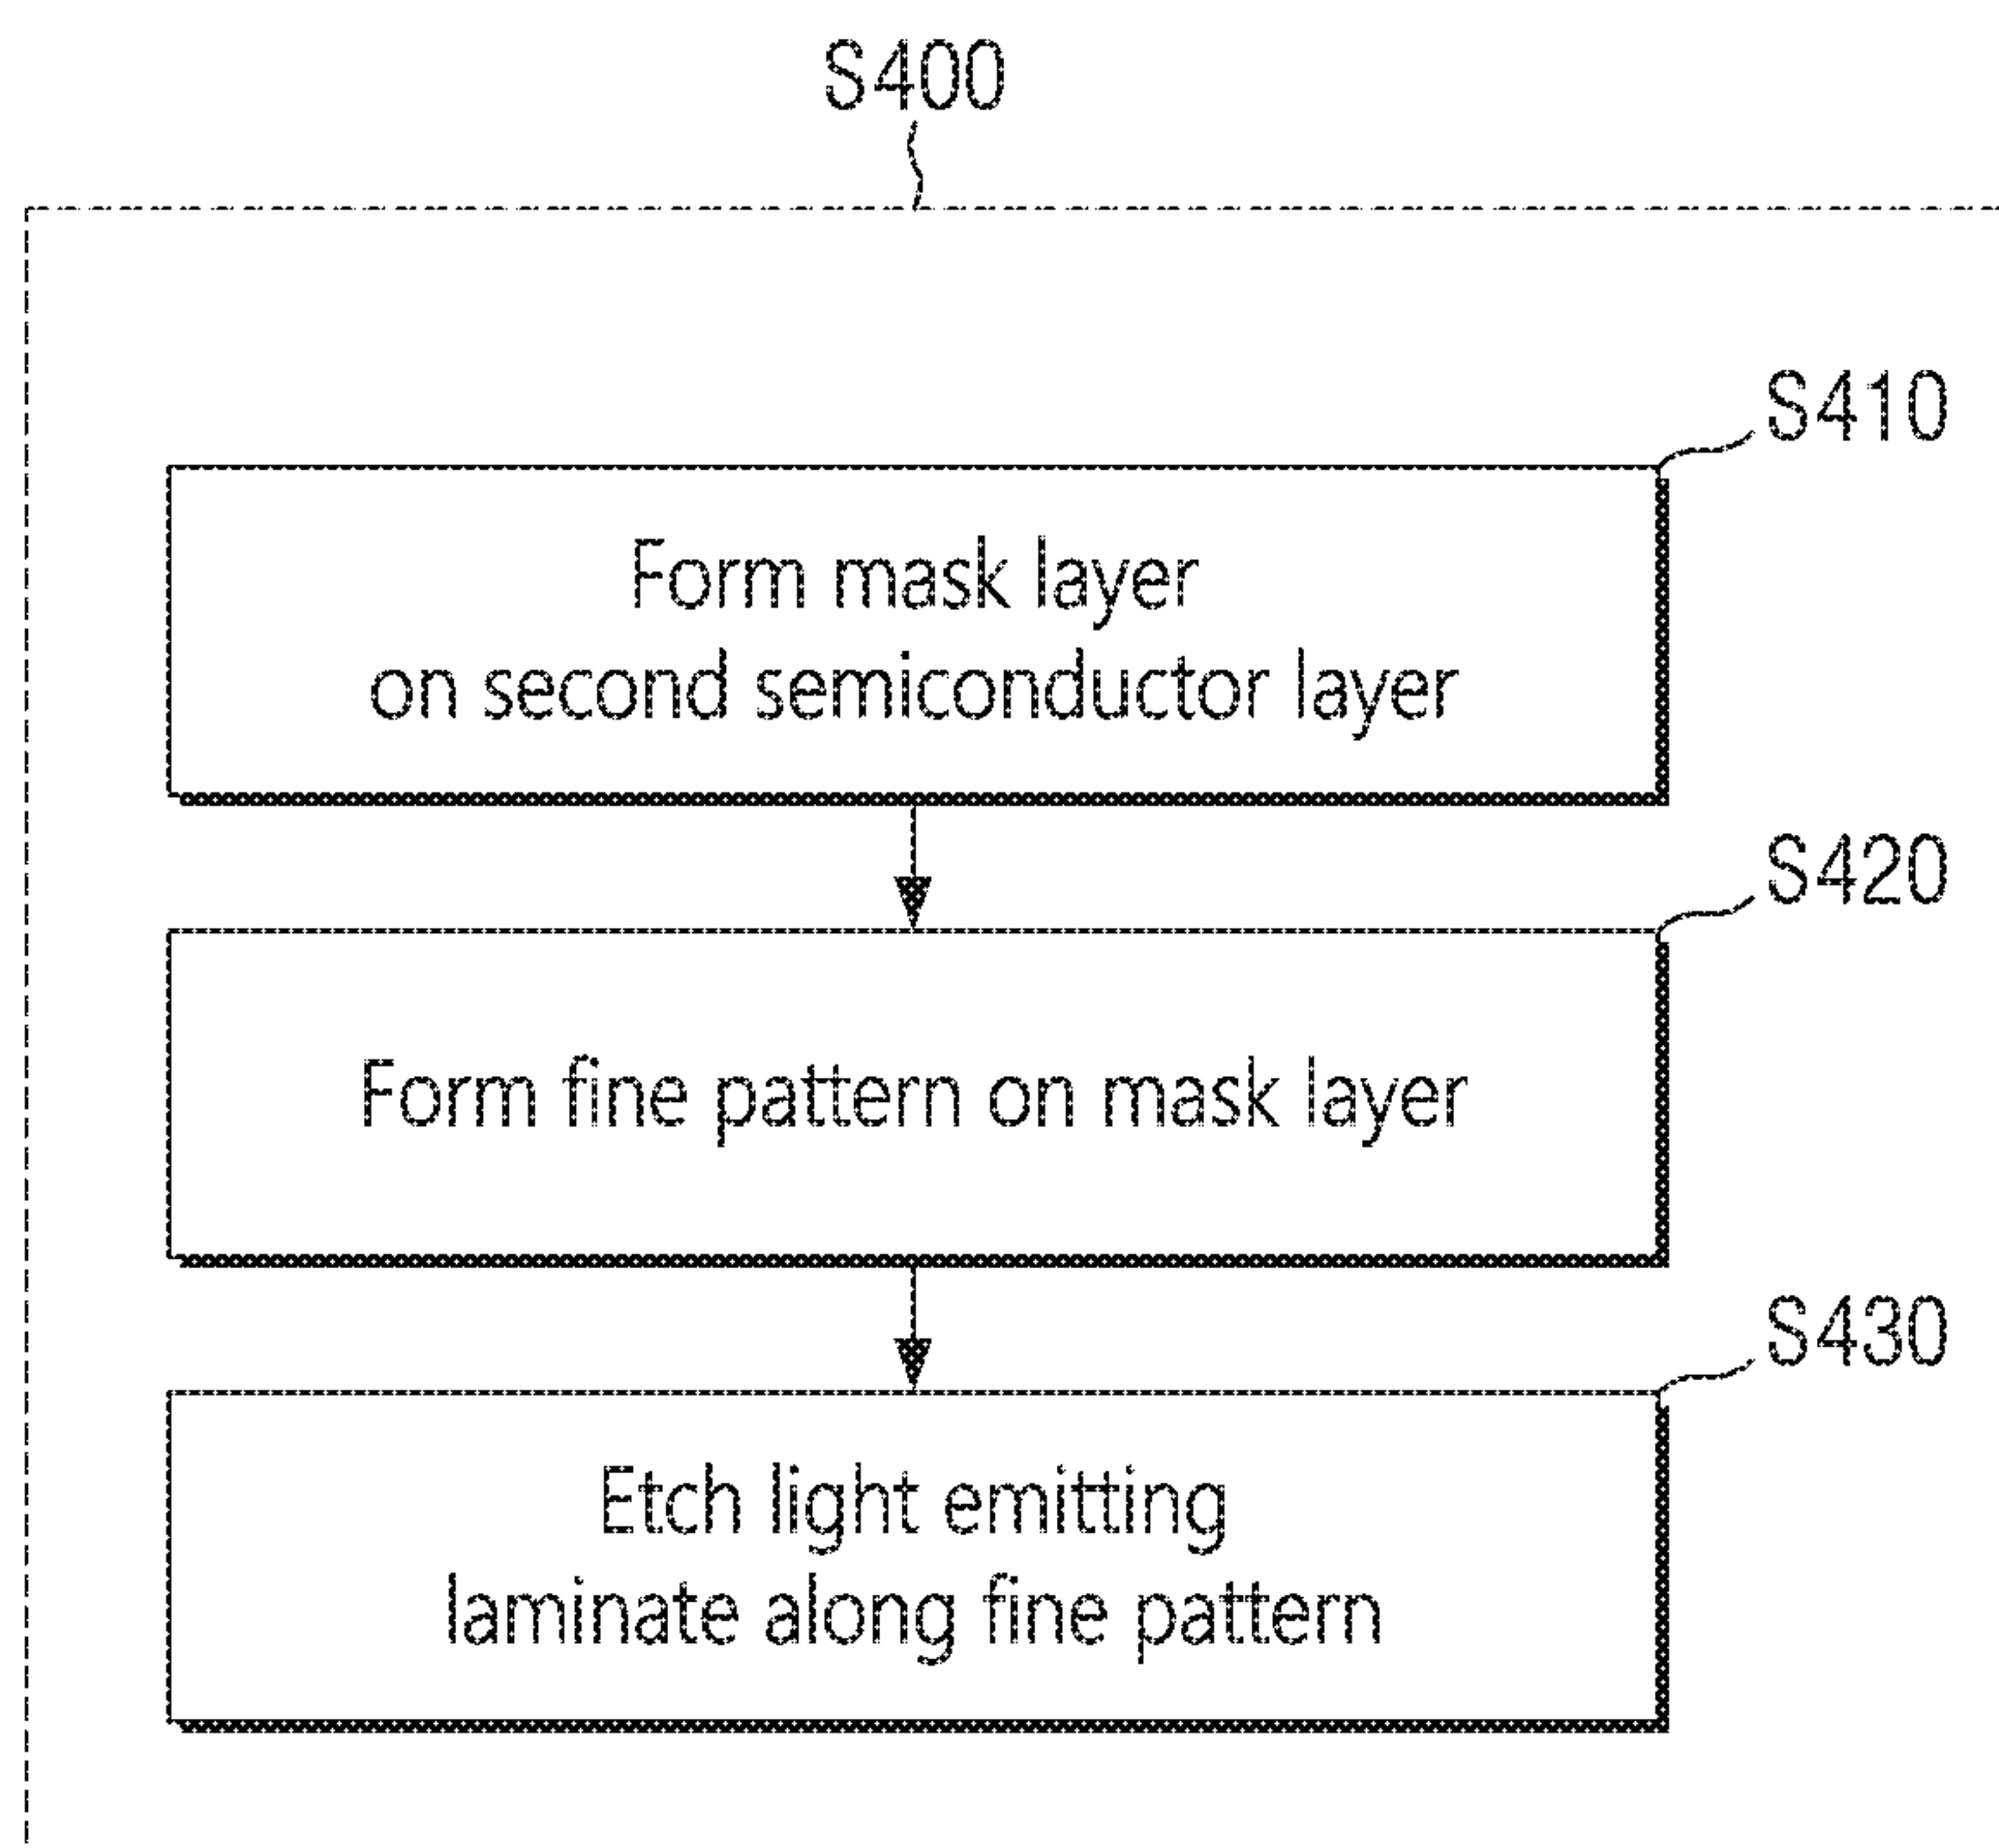 S400
S410
Form mask layer
on second semiconductor layer
S420
Form fine pattern on mask layer
S430
Etch light emitting
laminate along fine pattern